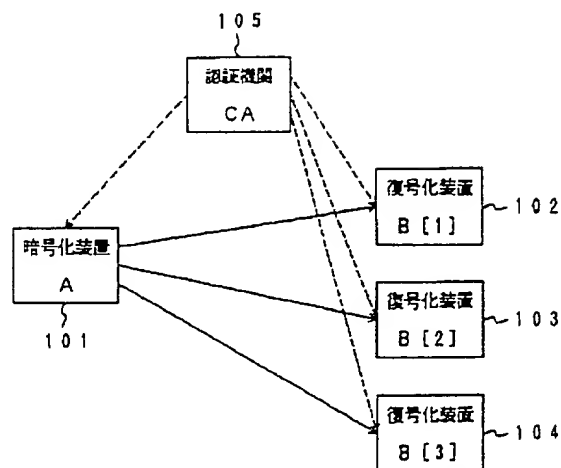 105
認証機関
CA
復号化装置
B[1]
102
暗号化装置
A
101
復号化装置
B[2]
103
復号化装置
B[3]
104